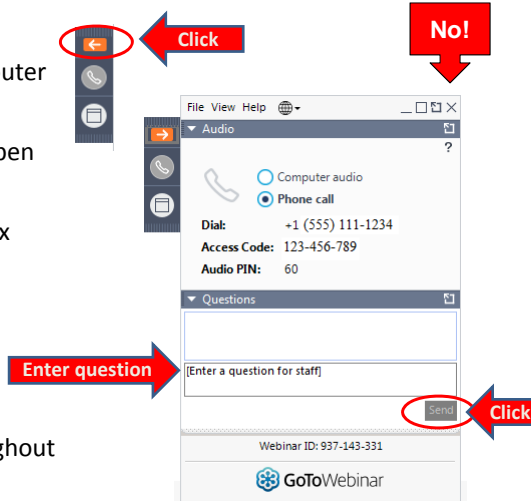 No!
Click
uter
File View Help
Audio
?
pen
Computer audio
Phone call
x
Dial: +1 (555) 111-1234
Access Code: 123-456-789
Audio PIN: 60
Questions
Enter question
[Enter a question for staff]
Send
Click
ghout
Webinar ID: 937-143-331
GoToWebinar